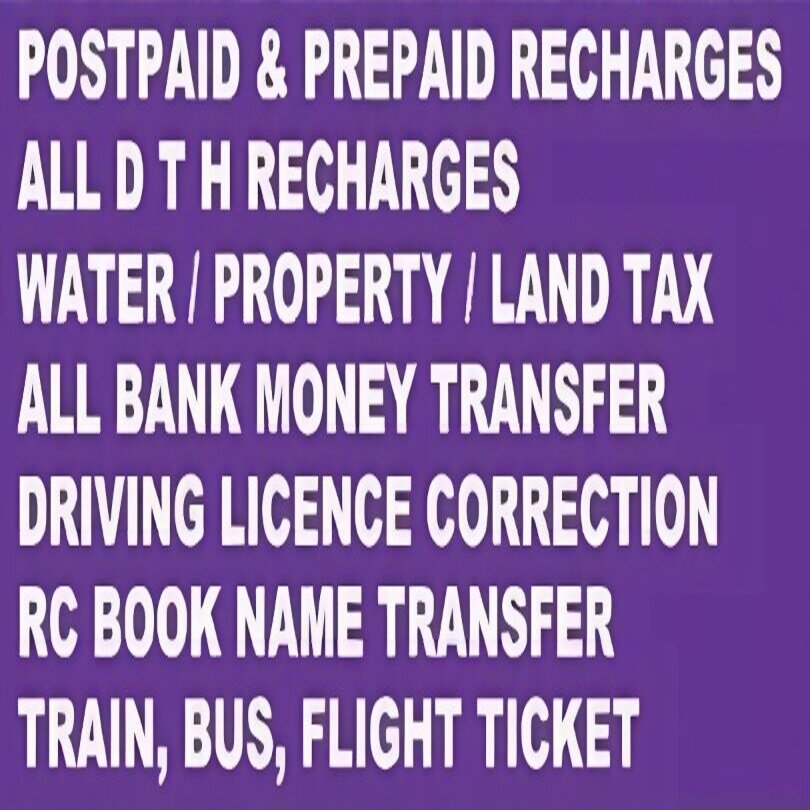 POSTPAID & PREPAID RECHARGES
ALL D T H RECHARGES
WATER / PROPERTY / LAND TAX
ALL BANK MONEY TRANSFER
DRIVING LICENCE CORRECTION
RC BOOK NAME TRANSFER
TRAIN, BUS, FLIGHT TICKET